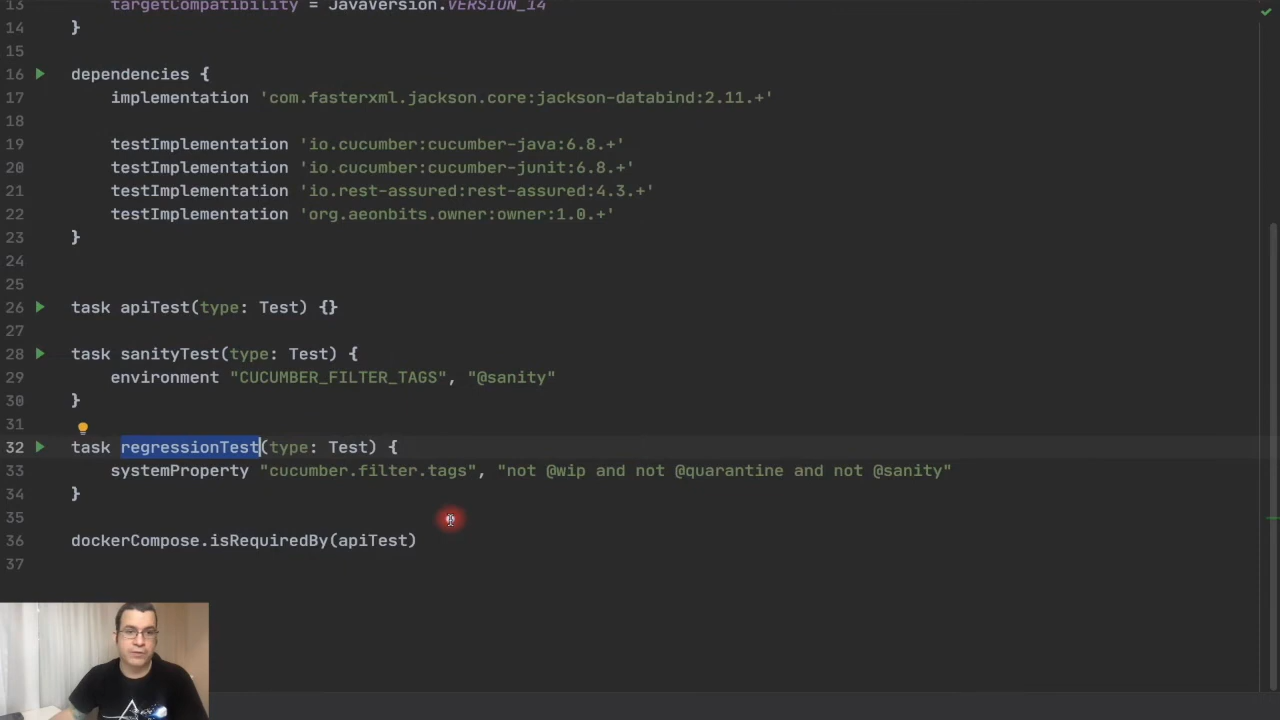 13 targetCompatibility = JavaVersion.VERSION_14
14 }
15
16 dependencies {
17 implementation 'com.fasterxml.jackson.core:jackson-databind:2.11.+'
18
19 testImplementation 'io.cucumber:cucumber-java:6.8.+'
20 testImplementation 'io.cucumber:cucumber-junit:6.8.+'
21 testImplementation 'io.rest-assured:rest-assured:4.3.+'
22 testImplementation 'org.aeonbits.owner:owner:1.0.+'
23 }
24
25
26 task apiTest(type: Test) {}
27
28 task sanityTest(type: Test) {
29 environment "CUCUMBER_FILTER_TAGS", "@sanity"
30 }
31
32 task regressionTest(type: Test) {
33 systemProperty "cucumber.filter.tags", "not @wip and not @quarantine and not @sanity"
34 }
35
36 dockerCompose.isRequiredBy(apiTest)
37